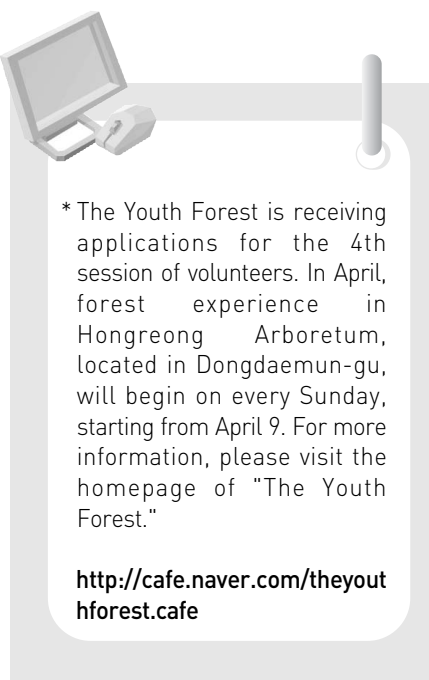 * The Youth Forest is receiving
applications for the 4th
session of volunteers. In April,
forest experience in
Hongreong Arboretum,
located in Dongdaemun-gu,
will begin on every Sunday,
starting from April 9. For more
information, please visit the
homepage of "The Youth
Forest."
http://cafe.naver.com/theyout
hforest.cafe